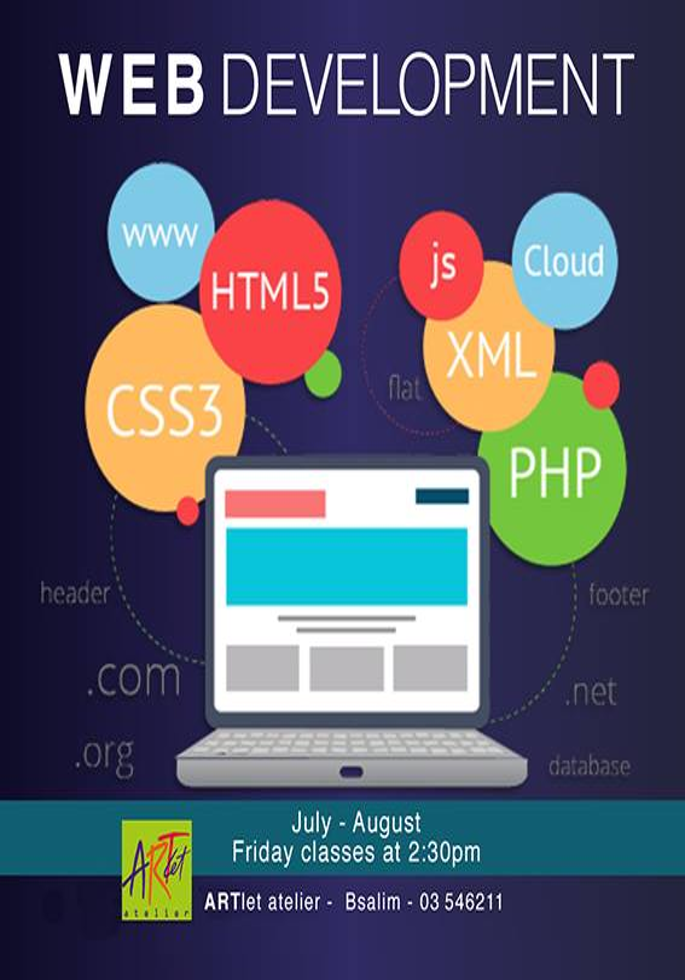 WEB DEVELOPMENT
www
HTML5
CSS3
js
Cloud
XML
flat
PHP
header
footer
.com
.net
.org
database
July - August
Friday classes at 2:30pm
ARTlet
atelier
ARTlet atelier - Bsalim - 03 546211